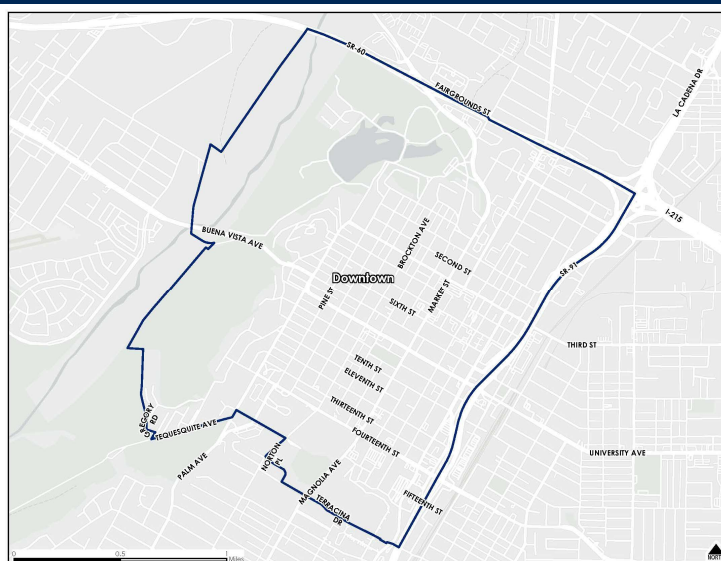 SR-60
FAIRGROUNDS ST
LA CADENA DR
I-215
BUENA VISTA AVE
BROCKTON AVE
SECOND ST
SR-91
Downtown
PINE ST
MARKET ST
SIXTH ST
THIRD ST
TENTH ST
ELEVENTH ST
THIRTEENTH ST
GREGORY
RD
TEQUESQUITE AVE
FOURTEENTH ST
UNIVERSITY AVE
PALM AVE
NORTON
PL
MAGNOLIA AVE
FIFTEENTH ST
TERRACINA
DR
0 0.5 1
Miles
NORTH